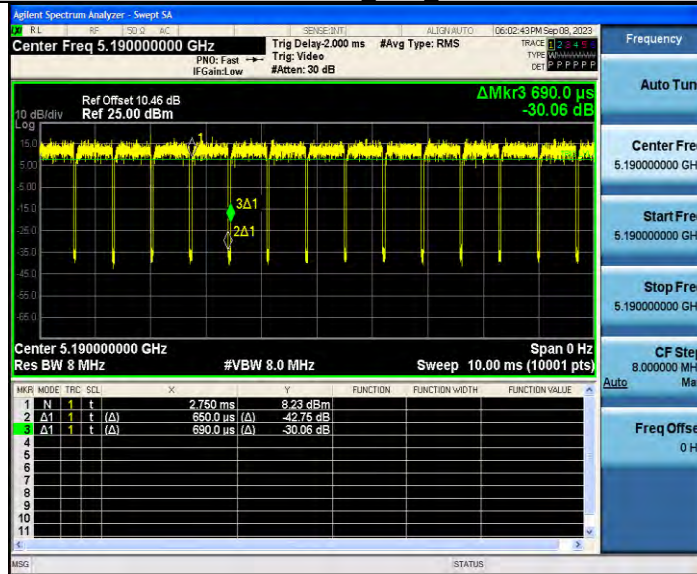 Agilent Spectrum Analyzer - Swept SA
RL RF 50 Ω AC SENSE:INT ALIGN AUTO 06:02:43 PM Sep 08, 2023
Center Freq 5.190000000 GHz
PNO: Fast
IFGain:Low
Trig Delay-2.000 ms
Trig: Video
#Atten: 30 dB
#Avg Type: RMS
TRACE 1 2 3 4 5 6
TYPE
DET P P P P P P
Ref Offset 10.46 dB
10 dB/div Ref 25.00 dBm
Log
ΔMkr3 690.0 µs
-30.06 dB
15.0
5.00
-5.00
-15.0
-25.0
-35.0
-45.0
-55.0
-65.0
1
3Δ1
2Δ1
Center 5.190000000 GHz Span 0 Hz
Res BW 8 MHz #VBW 8.0 MHz Sweep 10.00 ms (10001 pts)
MKR MODE TRC SCL X Y FUNCTION FUNCTION WIDTH FUNCTION VALUE
1 N 1 t 2.750 ms 8.23 dBm
2 Δ1 1 t (Δ) 650.0 µs (Δ) -42.75 dB
3 Δ1 1 t (Δ) 690.0 µs (Δ) -30.06 dB
4
5
6
7
8
9
10
11
MSG STATUS
Frequency
Auto Tun
Center Fre
5.190000000 GH
Start Fre
5.190000000 GH
Stop Fre
5.190000000 GH
CF Ste
8.000000 MH
Auto Ma
Freq Offse
0 H